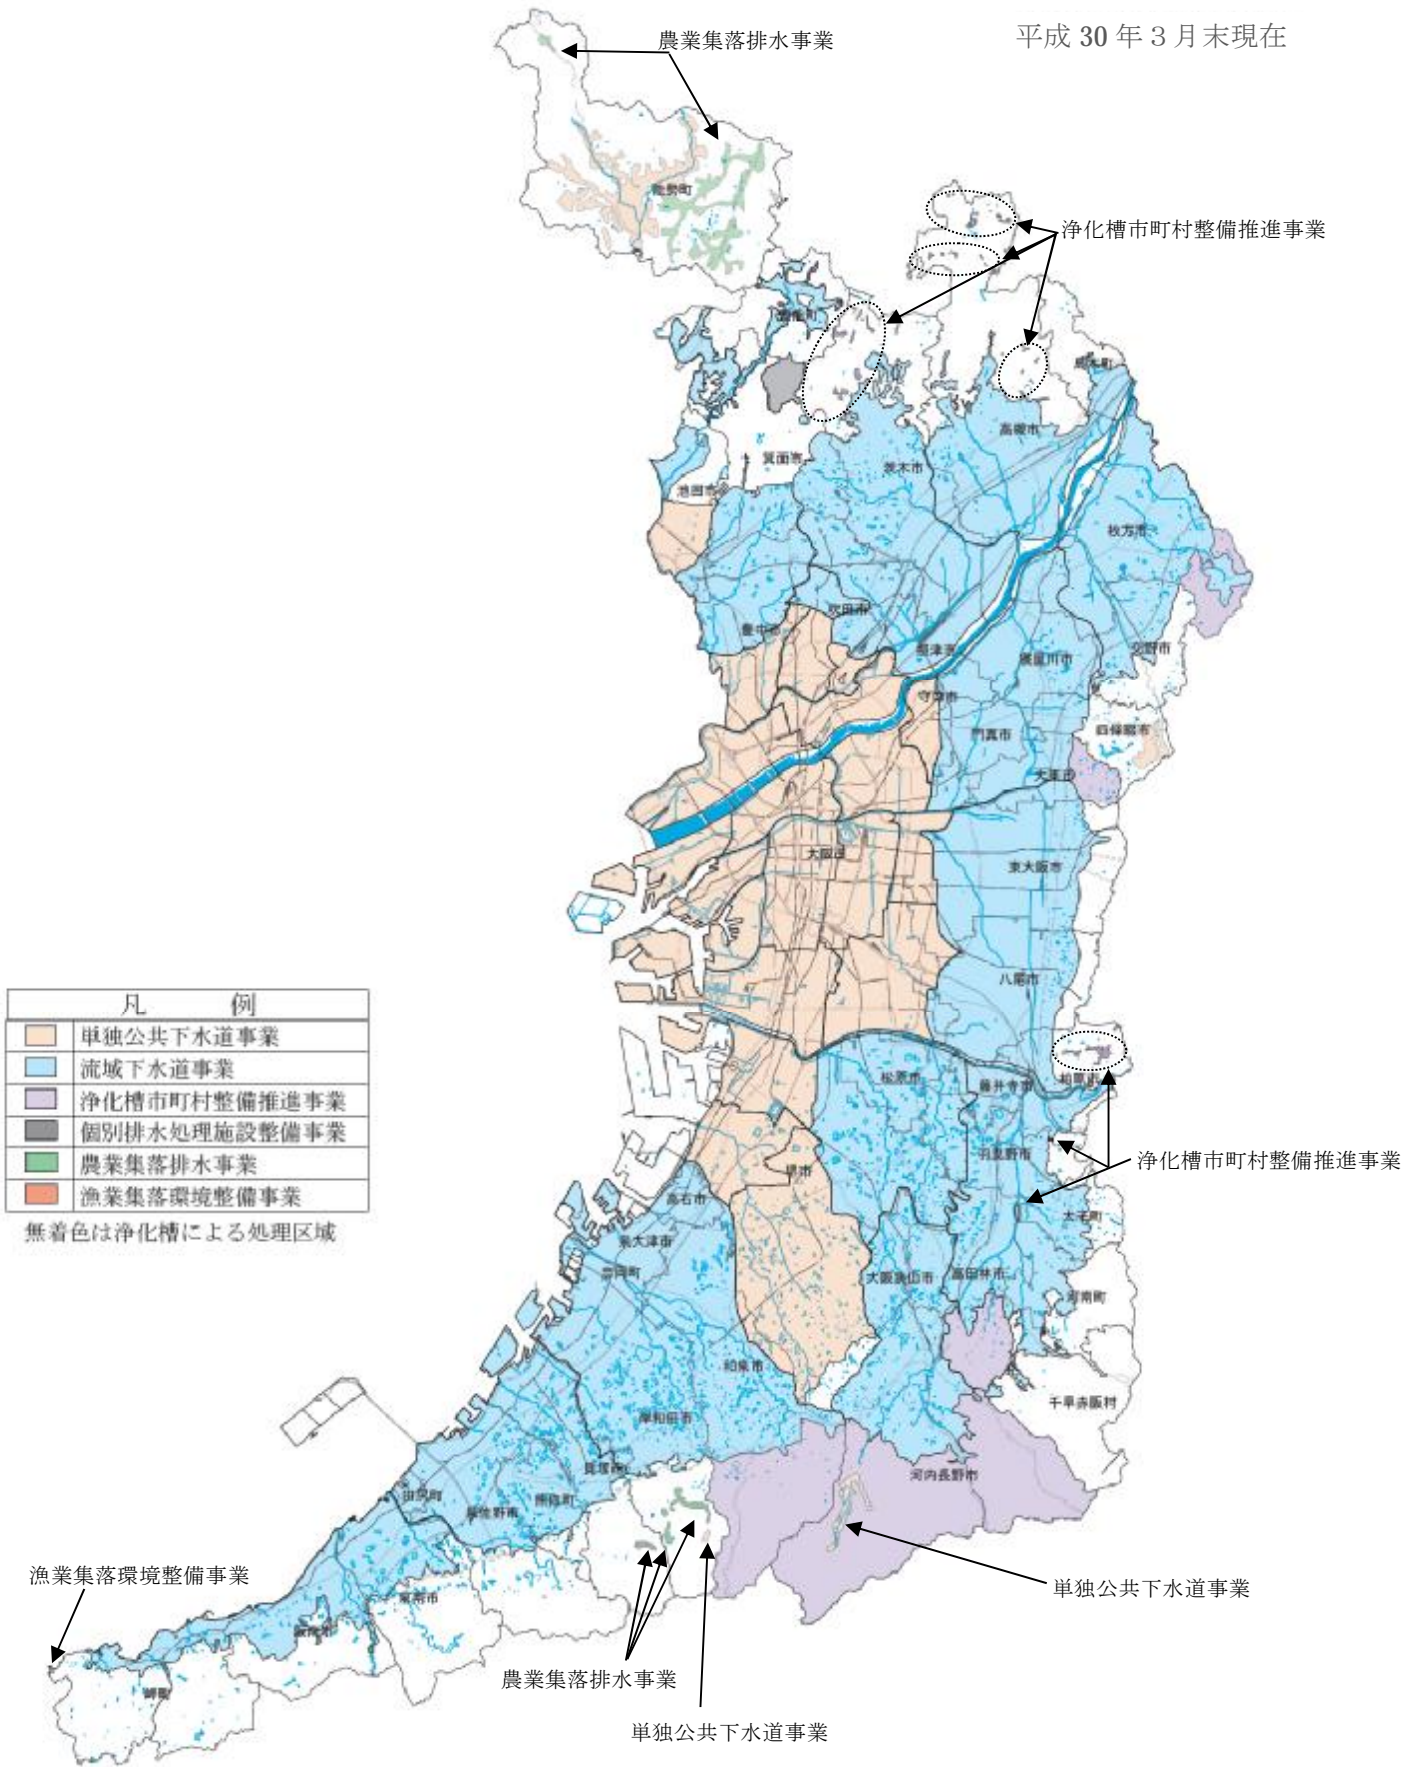 平成 30 年 3 月末現在
農業集落排水事業
浄化槽市町村整備推進事業
能勢町
豊能町
島本町
高槻市
箕面市
茨木市
池田市
枚方市
吹田市
豊中市
摂津市
寝屋川市
交野市
守口市
門真市
四條畷市
大東市
大阪市
東大阪市
八尾市
凡 例
単独公共下水道事業
流域下水道事業
浄化槽市町村整備推進事業
個別排水処理施設整備事業
農業集落排水事業
漁業集落環境整備事業
無着色は浄化槽による処理区域
松原市
藤井寺市
柏原市
羽曳野市
浄化槽市町村整備推進事業
堺市
高石市
太子町
泉大津市
忠岡町
大阪狭山市
富田林市
河南町
和泉市
千早赤阪村
岸和田市
貝塚市
河内長野市
田尻町
泉佐野市
熊取町
漁業集落環境整備事業
単独公共下水道事業
泉南市
阪南市
農業集落排水事業
岬町
単独公共下水道事業